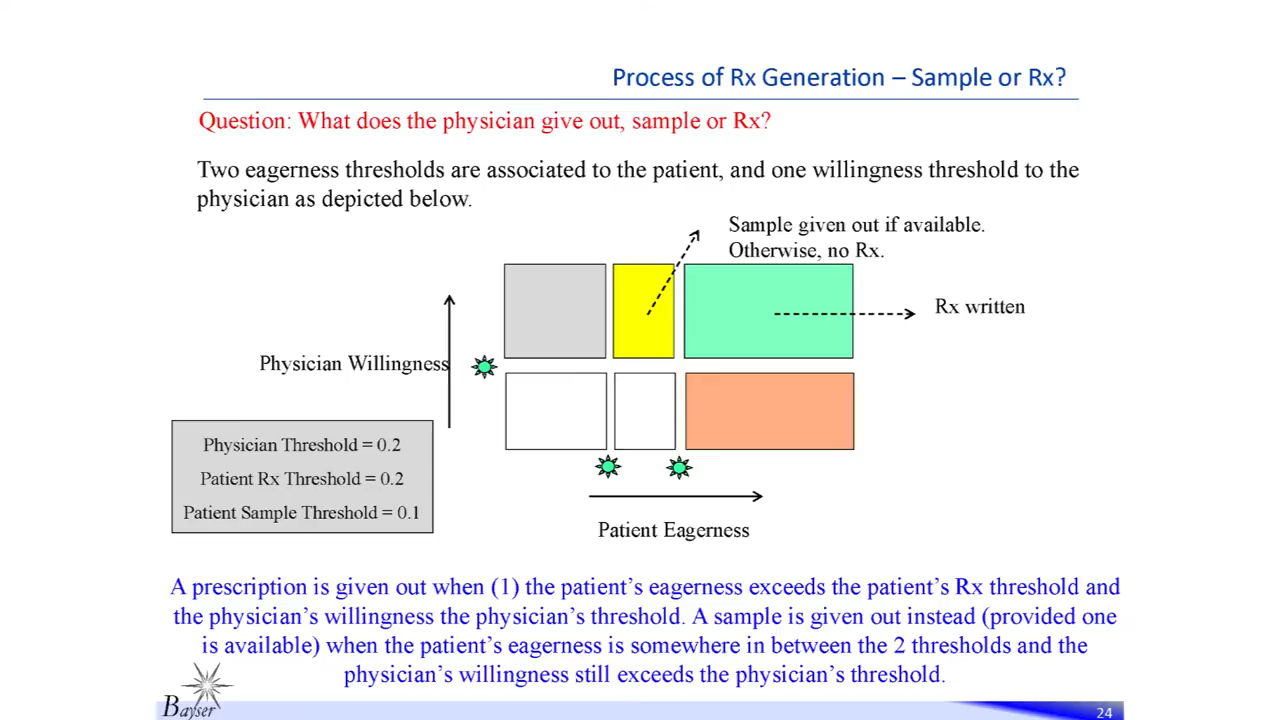 Process of Rx Generation – Sample or Rx?
Question: What does the physician give out, sample or Rx?
Two eagerness thresholds are associated to the patient, and one willingness threshold to the
physician as depicted below.
Sample given out if available.
Otherwise, no Rx.
Rx written
Physician Willingness
Physician Threshold = 0.2
Patient Rx Threshold = 0.2
Patient Sample Threshold = 0.1
Patient Eagerness
A prescription is given out when (1) the patient’s eagerness exceeds the patient’s Rx threshold and
the physician’s willingness the physician’s threshold. A sample is given out instead (provided one
is available) when the patient’s eagerness is somewhere in between the 2 thresholds and the
physician’s willingness still exceeds the physician’s threshold.
Bayser
24